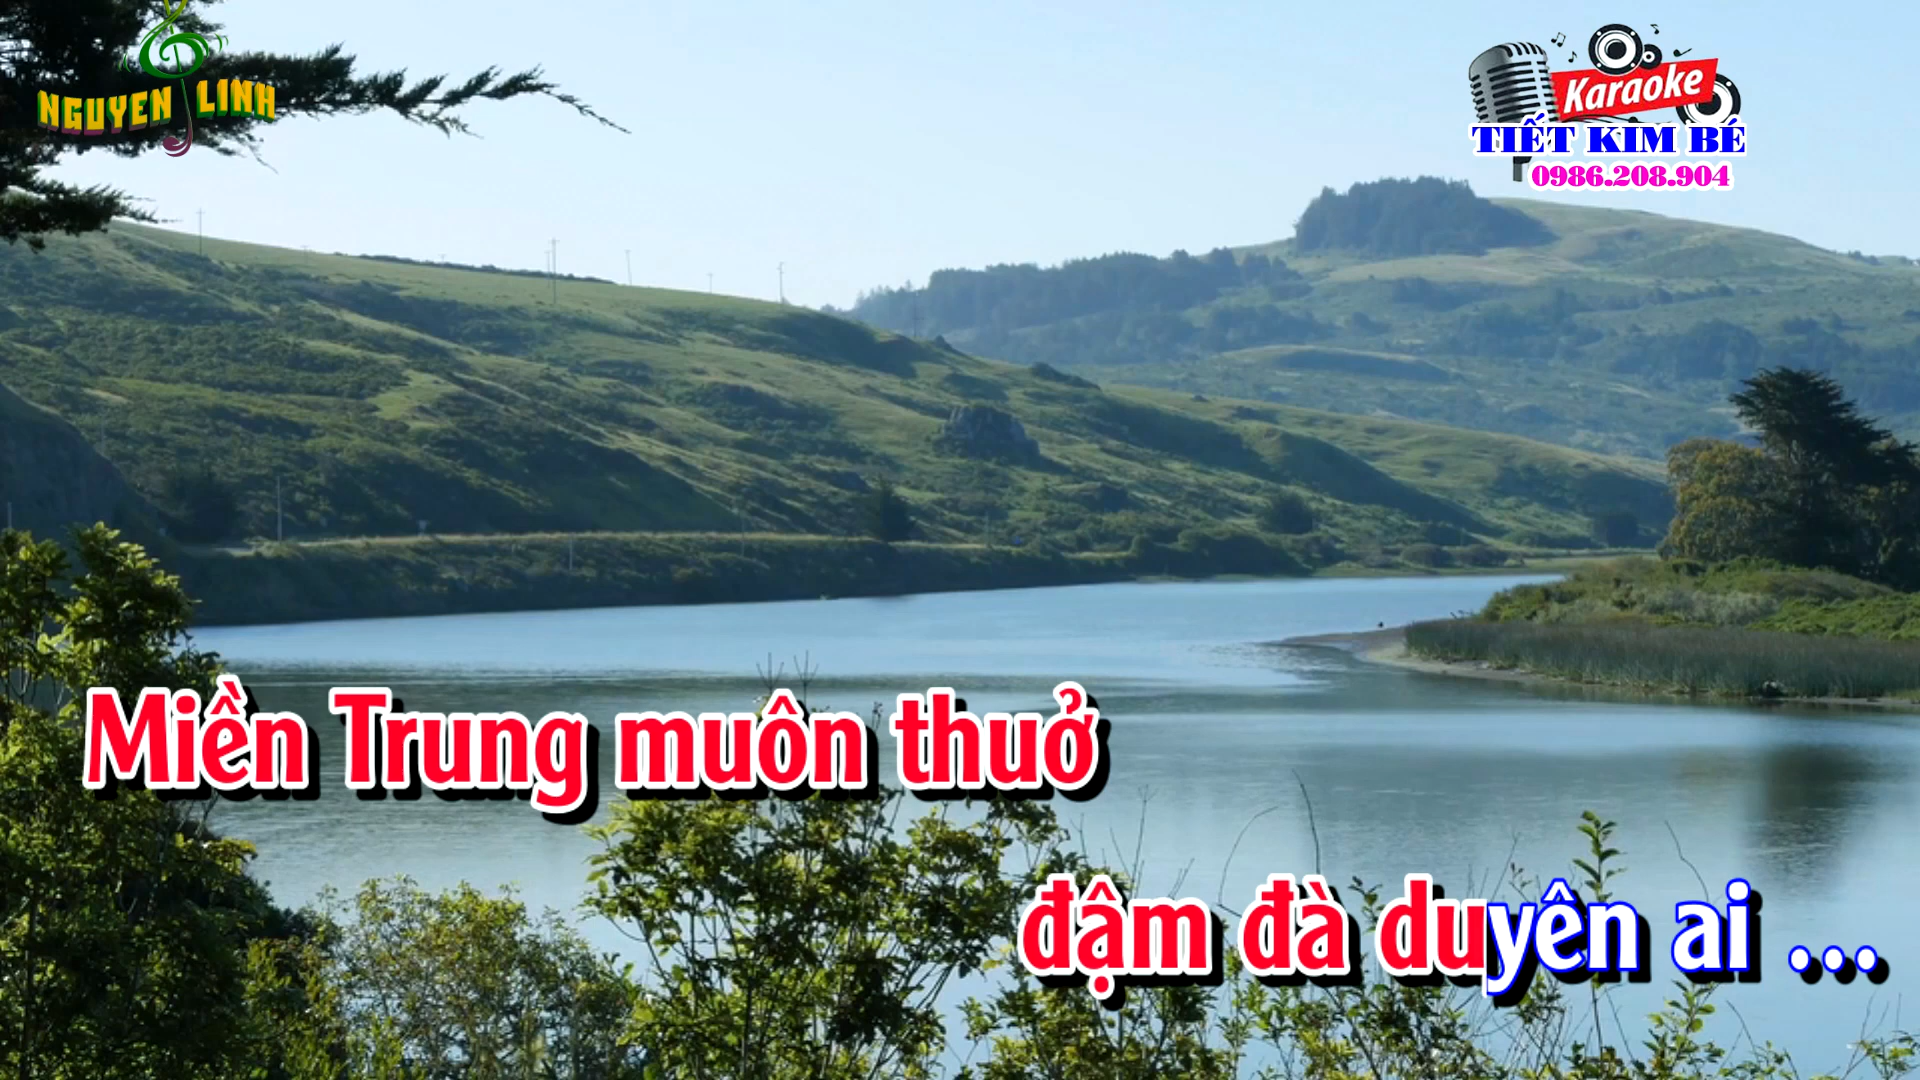 NGUYEN LINH
Karaoke
TIẾT KIM BÉ
0986.208.904
Miền Trung muôn thuở
đậm đà duyên ai ...